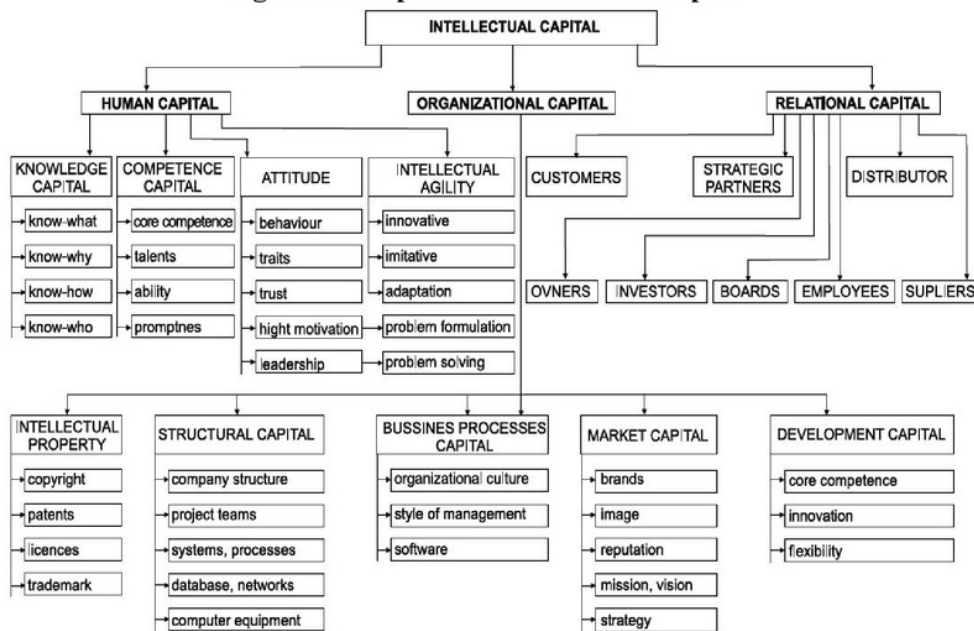 INTELLECTUAL CAPITAL
HUMAN CAPITAL
ORGANIZATIONAL CAPITAL
RELATIONAL CAPITAL
KNOWLEDGE
CAPITAL
know-what
know-why
know-how
know-who
COMPETENCE
CAPITAL
core competence
talents
ability
promptnes
ATTITUDE
behaviour
traits
trust
hight motivation
leadership
INTELLECTUAL
AGILITY
innovative
imitative
adaptation
problem formulation
problem solving
CUSTOMERS
STRATEGIC
PARTNERS
DISTRIBUTOR
OVNERS
INVESTORS
BOARDS
EMPLOYEES
SUPLIERS
INTELLECTUAL
PROPERTY
copyright
patents
licences
trademark
STRUCTURAL CAPITAL
company structure
project teams
systems, processes
database, networks
computer equipment
BUSSINES PROCESSES
CAPITAL
organizational culture
style of management
software
MARKET CAPITAL
brands
image
reputation
mission, vision
strategy
DEVELOPMENT CAPITAL
core competence
innovation
flexibility